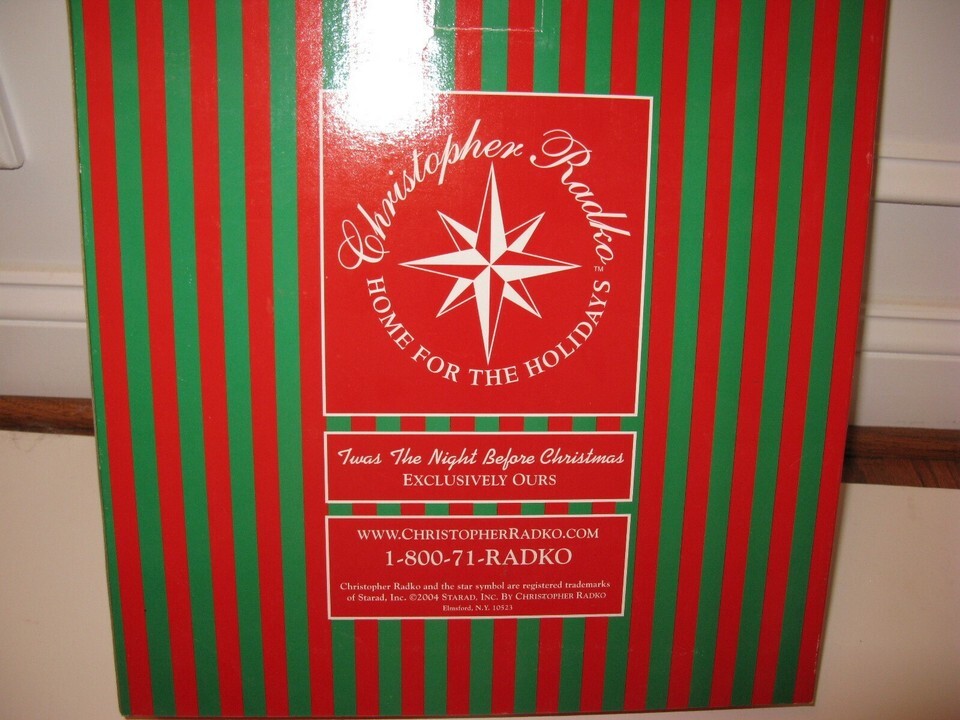 Christopher Radko™
HOME FOR THE HOLIDAYS
'Twas The Night Before Christmas
EXCLUSIVELY OURS
WWW.CHRISTOPHERRADKO.COM
1-800-71-RADKO
Christopher Radko and the star symbol are registered trademarks
of Starad, Inc. ©2004 STARAD, INC. BY CHRISTOPHER RADKO
Elmsford, N.Y. 10523